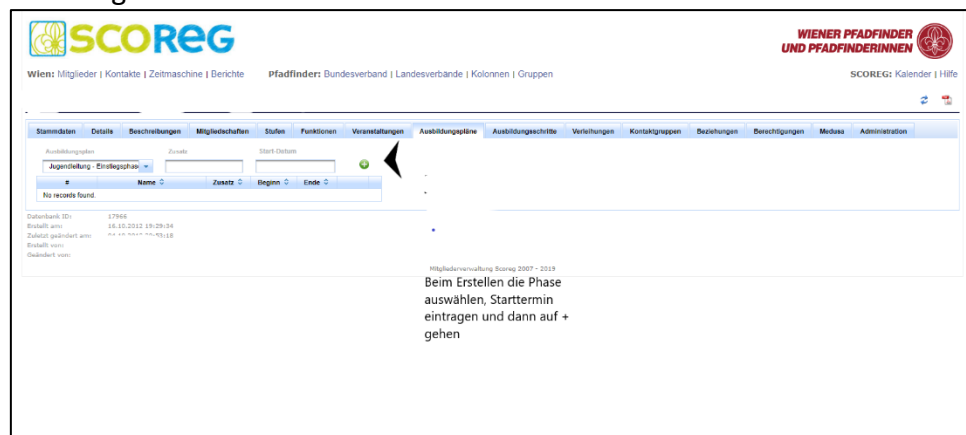 SCOREG
WIENER PFADFINDER
UND PFADFINDERINNEN
Wien: Mitglieder | Kontakte | Zeitmaschine | Berichte Pfadfinder: Bundesverband | Landesverbände | Kolonnen | Gruppen SCOREG: Kalender | Hilfe
Stammdaten Details Beschreibungen Mitgliedschaften Stufen Funktionen Veranstaltungen Ausbildungspläne Ausbildungsschritte Verleihungen Kontaktgruppen Beziehungen Berechtigungen Medusa Administration
Ausbildungsplan Zusatz Start-Datum
Jugendleitung - Einstiegsphas
# Name Zusatz Beginn Ende
No records found.
Datenbank ID: 17966
Erstellt am: 16.10.2012 19:29:34
Zuletzt geändert am:
Erstellt von:
Geändert von:
Mitgliederverwaltung Scoreg 2007 - 2019
Beim Erstellen die Phase
auswählen, Starttermin
eintragen und dann auf +
gehen